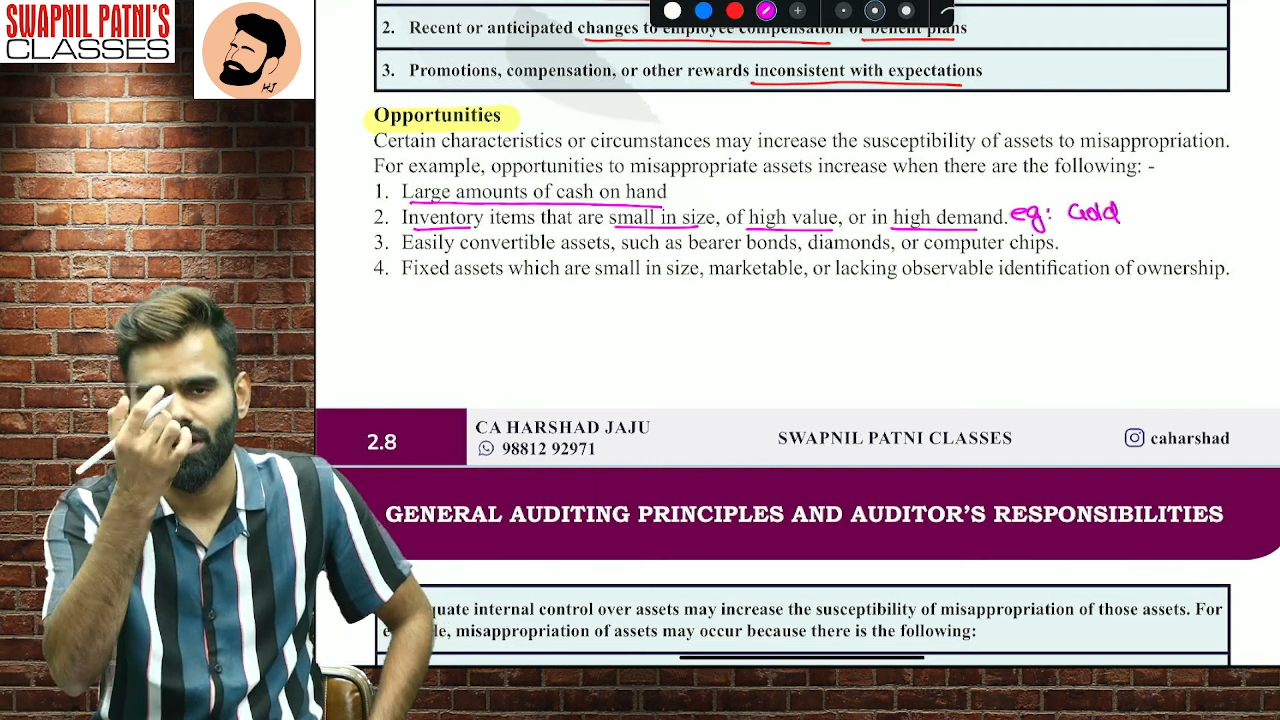 SWAPNIL PATNI'S
CLASSES
2. Recent or anticipated changes to employee compensation or benefit plans
3. Promotions, compensation, or other rewards inconsistent with expectations
Opportunities
Certain characteristics or circumstances may increase the susceptibility of assets to misappropriation.
For example, opportunities to misappropriate assets increase when there are the following: -
1. Large amounts of cash on hand
2. Inventory items that are small in size, of high value, or in high demand. eg: Gold
3. Easily convertible assets, such as bearer bonds, diamonds, or computer chips.
4. Fixed assets which are small in size, marketable, or lacking observable identification of ownership.
2.8
CA HARSHAD JAJU
98812 92971
SWAPNIL PATNI CLASSES
caharshad
GENERAL AUDITING PRINCIPLES AND AUDITOR'S RESPONSIBILITIES
internal control over assets may increase the susceptibility of misappropriation of those assets. For
misappropriation of assets may occur because there is the following: